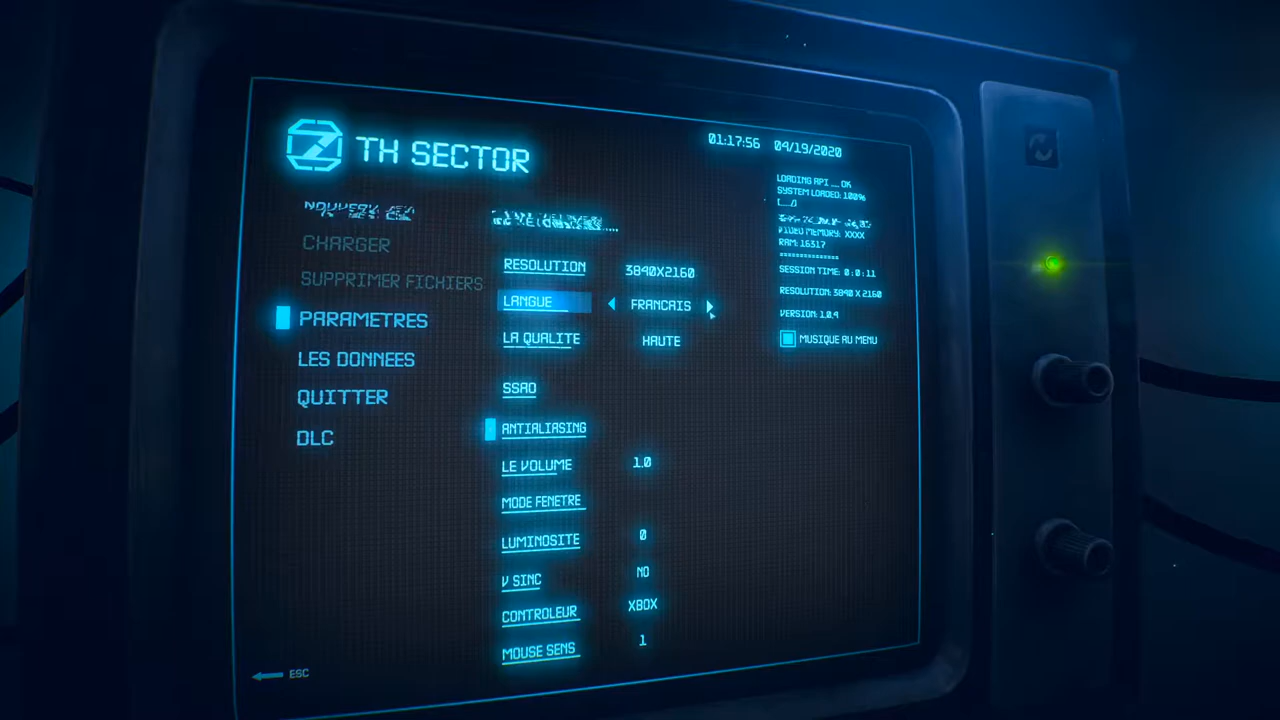 7TH SECTOR
01:17:56 04/19/2020
CHARGER
SUPPRIMER FICHIERS
PARAMETRES
LES DONNEES
QUITTER
DLC
RESOLUTION 3840X2160
LANGUE FRANCAIS
LA QUALITE HAUTE
SSAO
ANTIALIASING
LE VOLUME 1.0
MODE FENETRE
LUMINOSITE 0
V SINC NO
CONTROLEUR XBOX
MOUSE SENS 1
LOADING API __ OK
SYSTEM LOADED: 100%
[__/]
VIDEO MEMORY: XXXX
RAM: 16317
===============
SESSION TIME: 0:0:11
RESOLUTION: 3840 X 2160
VERSION: 1.0.4
MUSIQUE AU MENU
ESC